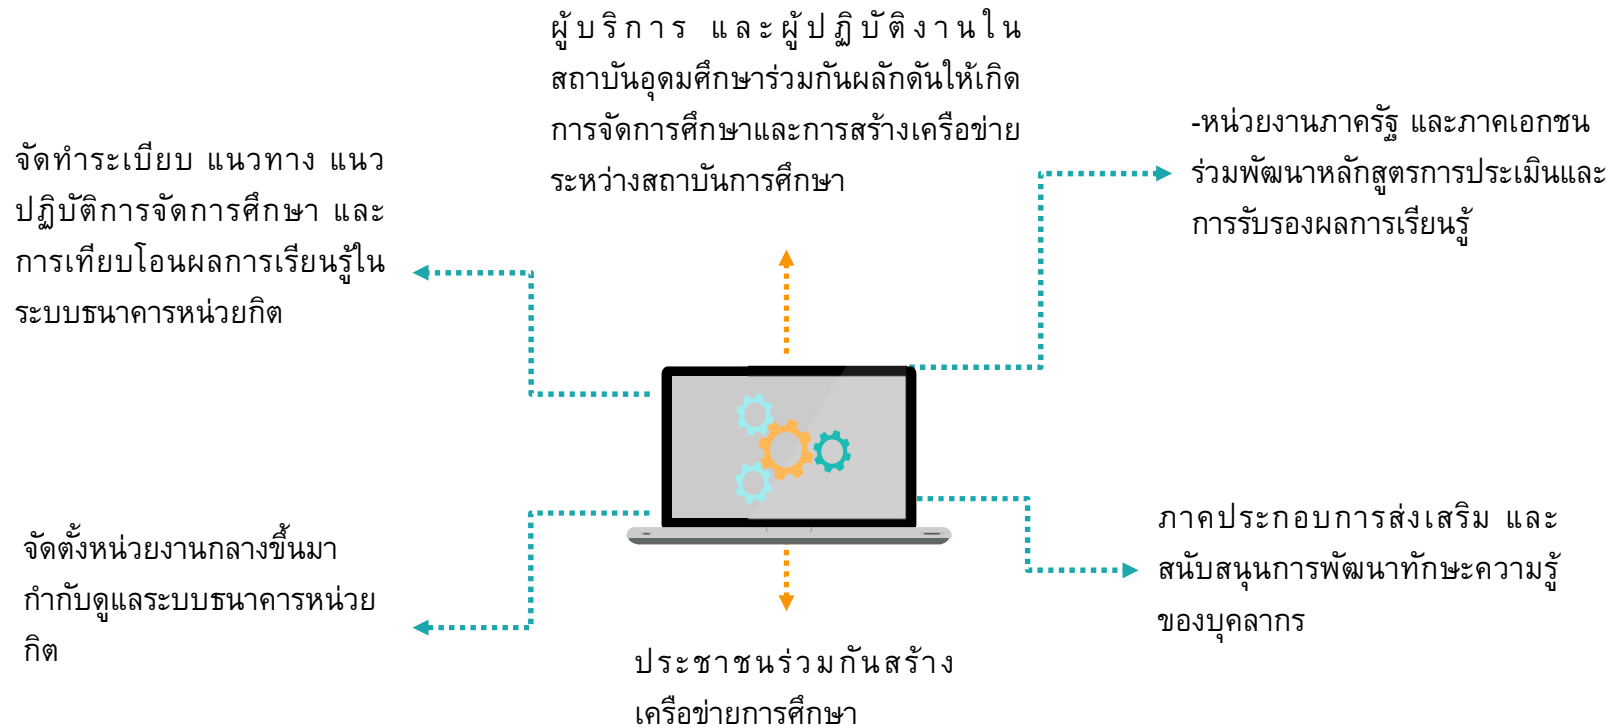 ผู้บริการ และผู้ปฏิบัติงานใน
สถาบันอุดมศึกษาร่วมกันผลักดันให้เกิด
การจัดการศึกษาและการสร้างเครือข่าย
ระหว่างสถาบันการศึกษา
-หน่วยงานภาครัฐ และภาคเอกชน
ร่วมพัฒนาหลักสูตรการประเมินและ
การรับรองผลการเรียนรู้
จัดทำระเบียบ แนวทาง แนว
ปฏิบัติการจัดการศึกษา และ
การเทียบโอนผลการเรียนรู้ใน
ระบบธนาคารหน่วยกิต
จัดตั้งหน่วยงานกลางขึ้นมา
กำกับดูแลระบบธนาคารหน่วย
กิต
ภาคประกอบการส่งเสริม และ
สนับสนุนการพัฒนาทักษะความรู้
ของบุคลากร
ประชาชนร่วมกันสร้าง
เครือข่ายการศึกษา